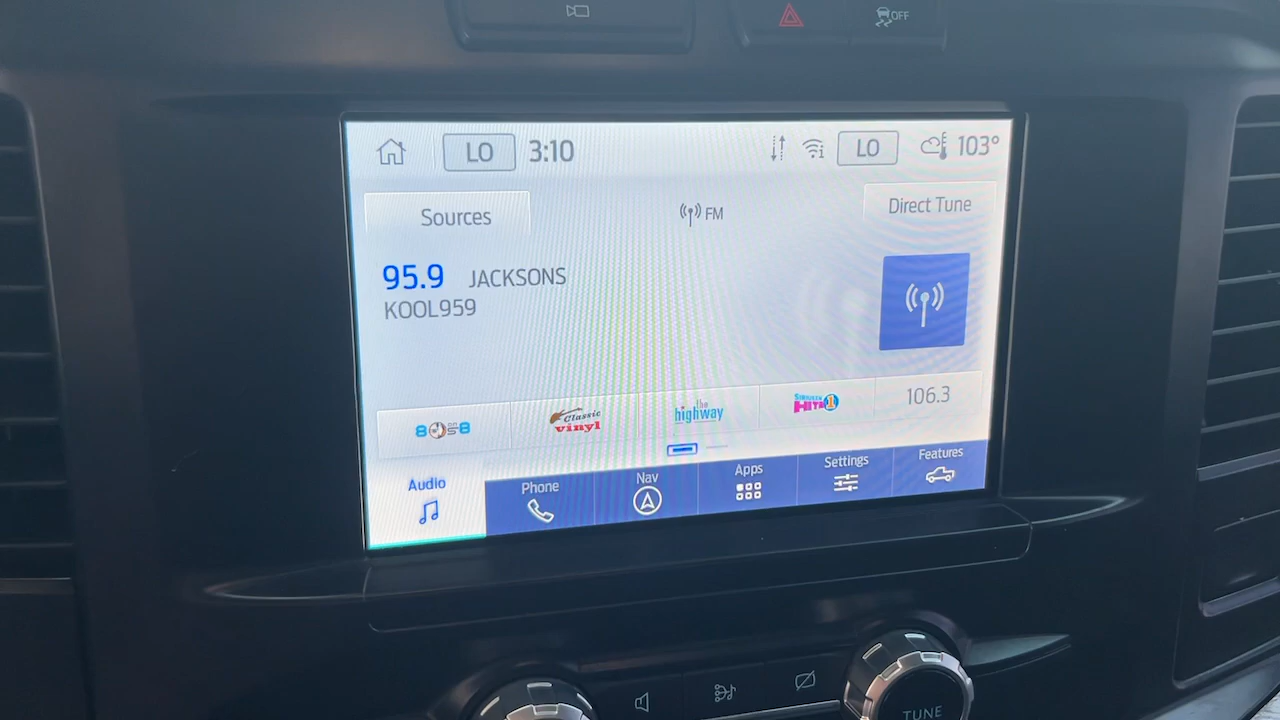 OFF
LO 3:10 LO 103°
Sources FM Direct Tune
95.9 JACKSONS
KOOL959
80s8 Classic vinyl the highway SIRIUSXM HITS 1 106.3
Audio Phone Nav Apps Settings Features
TUNE